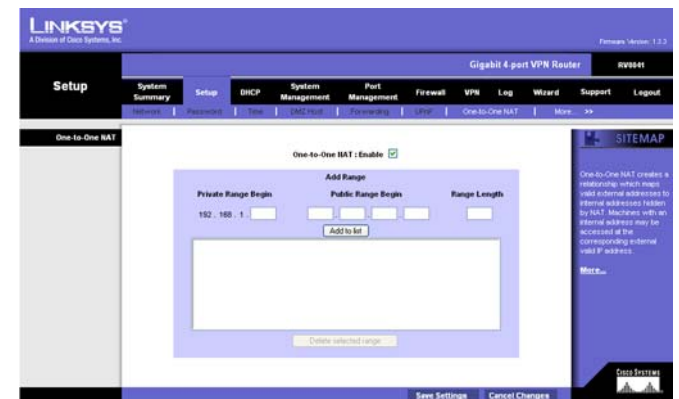 LINKSYS®
A Division of Cisco Systems, Inc.
Firmware Version: 1.2.3
Gigabit 4-port VPN Router
RV0041
Setup
System Summary
Setup
DHCP
System Management
Port Management
Firewall
VPN
Log
Wizard
Support
Logout
Network | Password | Time | DMZ Host | Forwarding | UPnP | One-to-One NAT | More >>
One-to-One NAT
SITEMAP
One-to-One NAT : Enable
Add Range
Private Range Begin
Public Range Begin
Range Length
192 . 168 . 1 .
Add to list
Delete selected range
One-to-One NAT creates a
relationship which maps
valid external addresses to
internal addresses hidden
by NAT. Machines with an
internal address may be
accessed at the
corresponding external
valid IP address.
More...
CISCO SYSTEMS
Save Settings
Cancel Changes